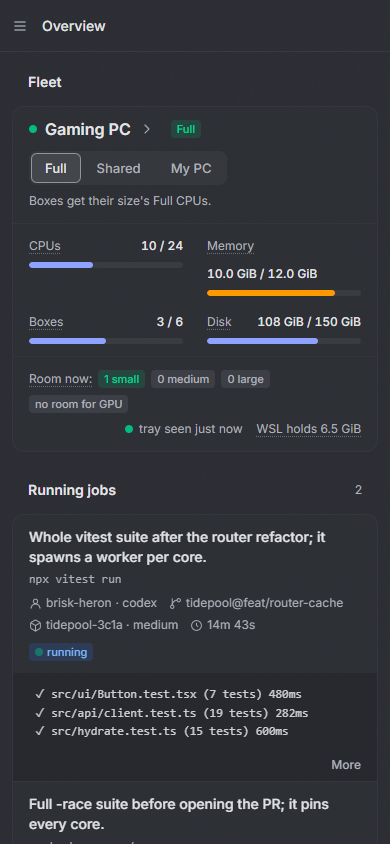 Overview
Fleet
Gaming PC
Full
Full Shared My PC
Boxes get their size's Full CPUs.
CPUs 10 / 24
Memory
10.0 GiB / 12.0 GiB
Boxes 3 / 6
Disk 108 GiB / 150 GiB
Room now: 1 small 0 medium 0 large
no room for GPU
tray seen just now WSL holds 6.5 GiB
Running jobs 2
Whole vitest suite after the router refactor; it
spawns a worker per core.
npx vitest run
brisk-heron · codex tidepool@feat/router-cache
tidepool-3c1a · medium 14m 43s
running
✓ src/ui/Button.test.tsx (7 tests) 480ms
✓ src/api/client.test.ts (19 tests) 282ms
✓ src/hydrate.test.ts (15 tests) 600ms
More
Full -race suite before opening the PR; it pins
every core.